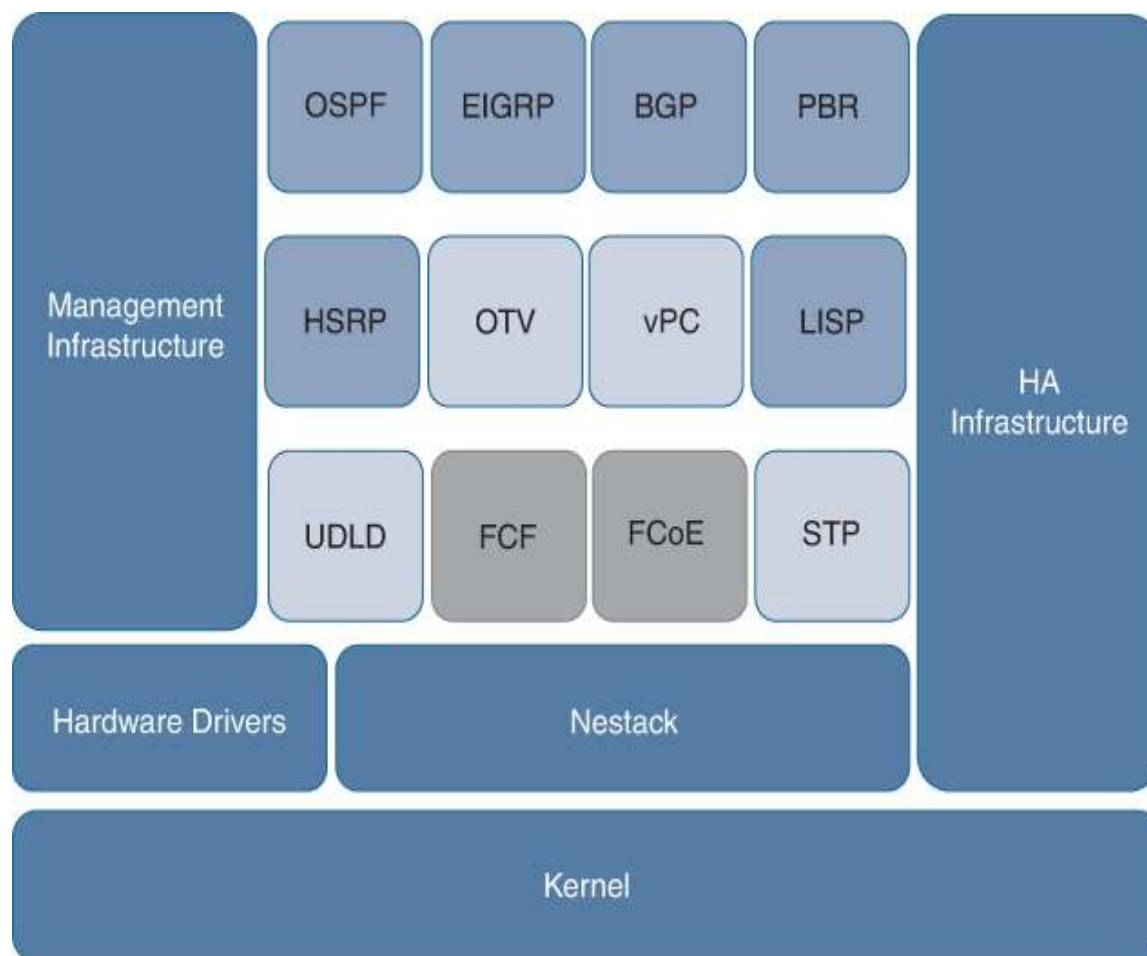 OSPF
EIGRP
BGP
PBR
Management
Infrastructure
HSRP
OTV
vPC
LISP
HA
Infrastructure
UDLD
FCF
FCoE
STP
Hardware Drivers
Nestack
Kernel